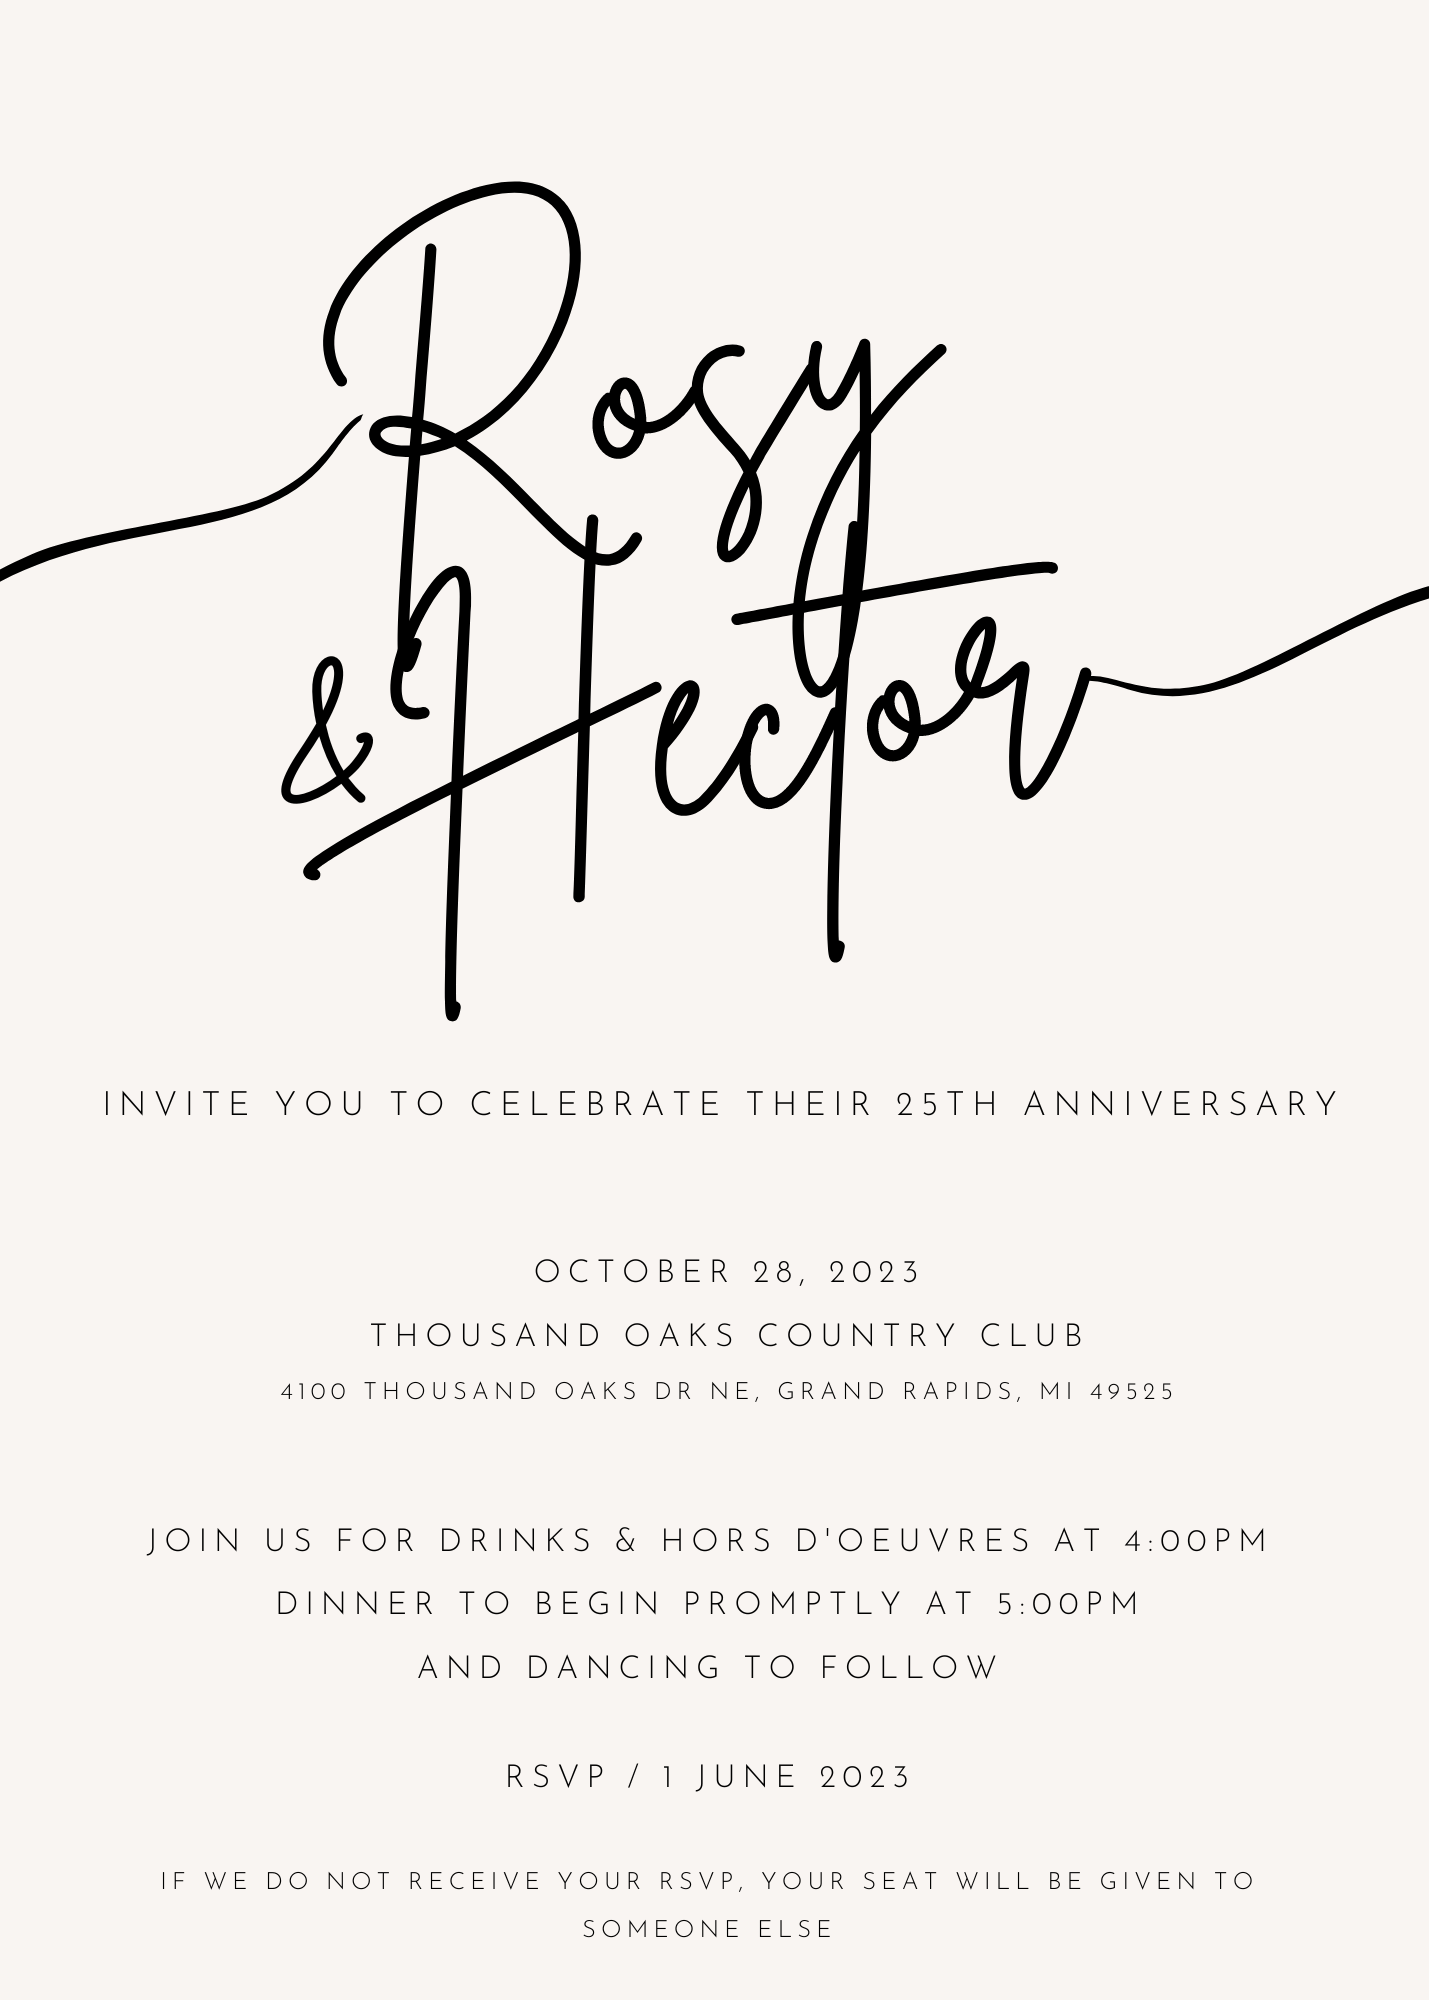 Rosy
& Hector
INVITE YOU TO CELEBRATE THEIR 25TH ANNIVERSARY
OCTOBER 28, 2023
THOUSAND OAKS COUNTRY CLUB
4100 THOUSAND OAKS DR NE, GRAND RAPIDS, MI 49525
JOIN US FOR DRINKS & HORS D'OEUVRES AT 4:00PM
DINNER TO BEGIN PROMPTLY AT 5:00PM
AND DANCING TO FOLLOW
RSVP / 1 JUNE 2023
IF WE DO NOT RECEIVE YOUR RSVP, YOUR SEAT WILL BE GIVEN TO
SOMEONE ELSE